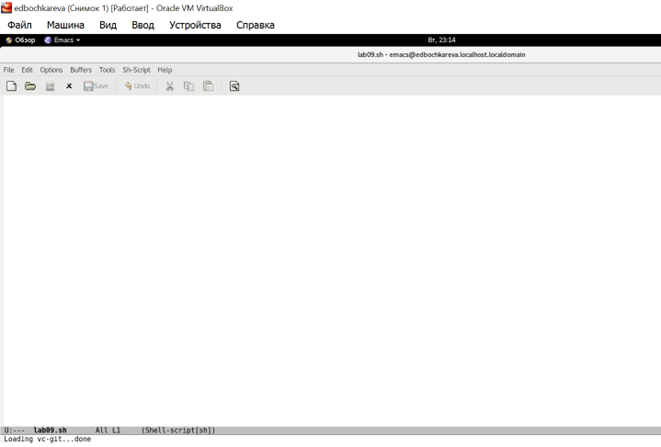 edbochkareva (Снимок 1) [Работает] - Oracle VM VirtualBox
Файл Машина Вид Ввод Устройства Справка
Обзор Emacs Вт, 23:14
lab09.sh - emacs@edbochkareva.localhost.localdomain
File Edit Options Buffers Tools Sh-Script Help
Save Undo
U:--- lab09.sh All L1 (Shell-script[sh])
Loading vc-git...done